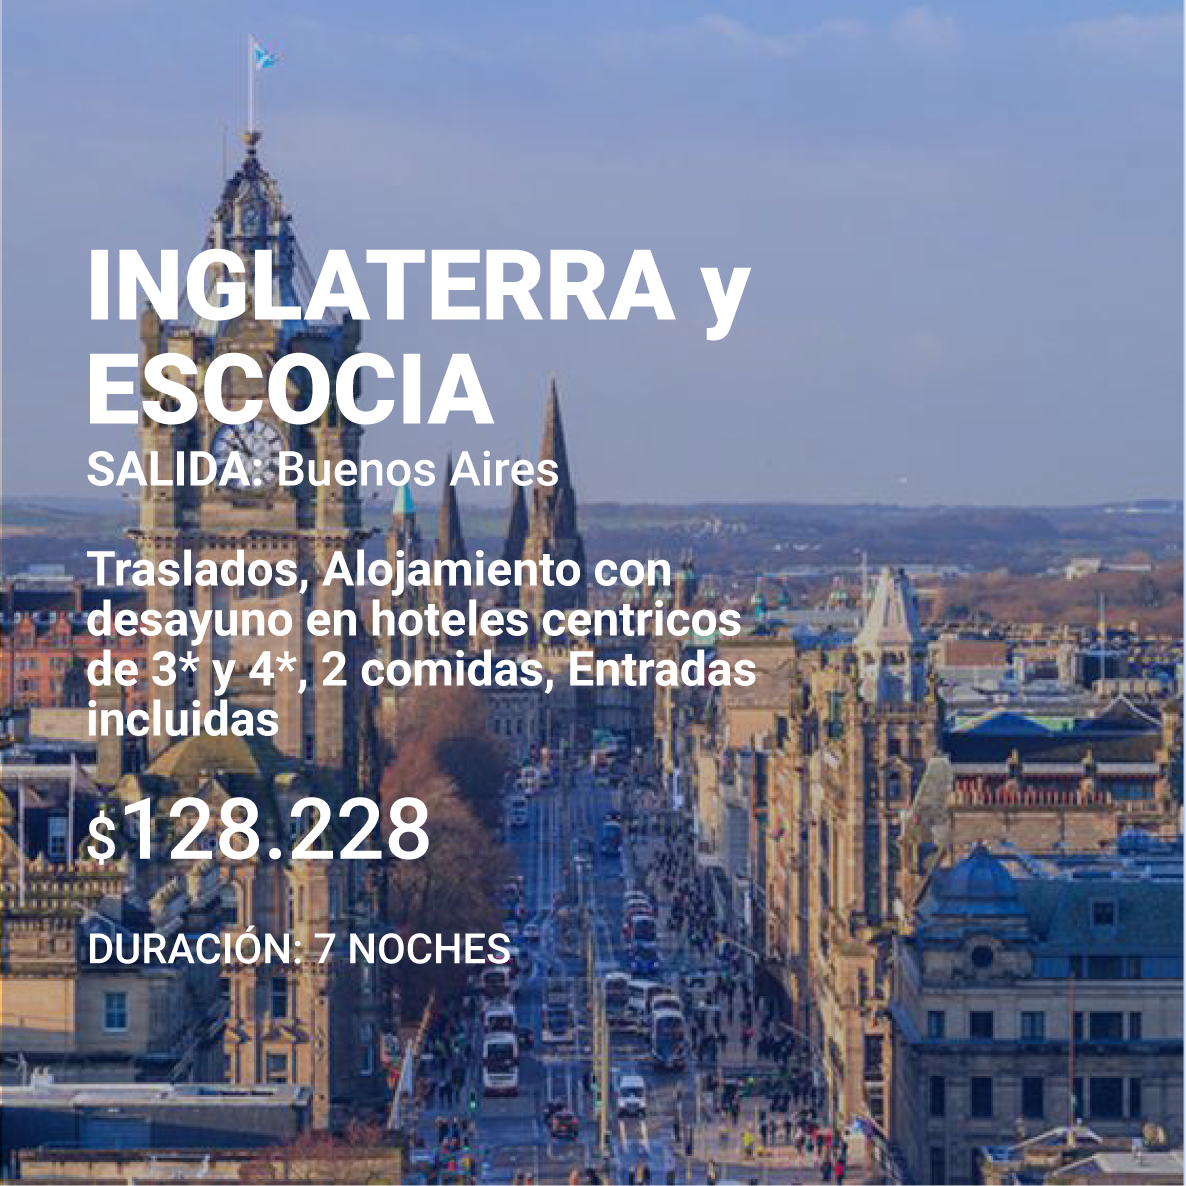 INGLATERRA y
ESCOCIA
SALIDA: Buenos Aires
Traslados, Alojamiento con
desayuno en hoteles centricos
de 3* y 4*, 2 comidas, Entradas
incluidas
$128.228
DURACIÓN: 7 NOCHES